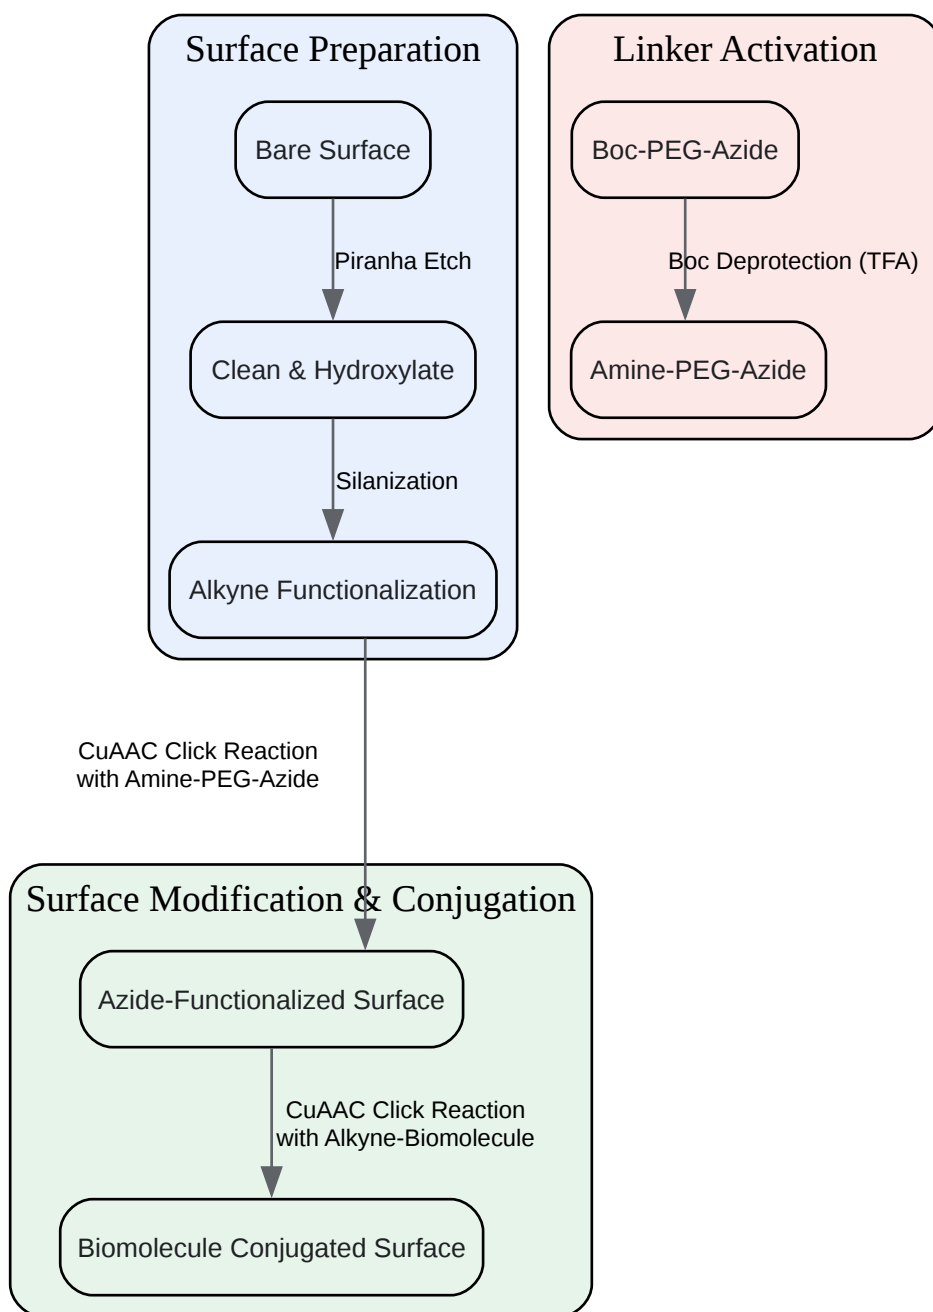 Surface Preparation
Bare Surface
Piranha Etch
Clean & Hydroxylate
Silanization
Alkyne Functionalization
Linker Activation
Boc-PEG-Azide
Boc Deprotection (TFA)
Amine-PEG-Azide
CuAAC Click Reaction
with Amine-PEG-Azide
Surface Modification & Conjugation
Azide-Functionalized Surface
CuAAC Click Reaction
with Alkyne-Biomolecule
Biomolecule Conjugated Surface